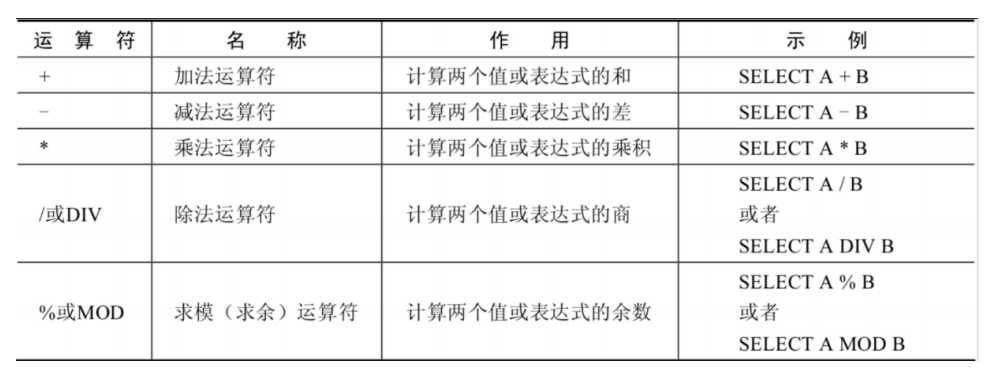 运 算 符 名 称 作 用 示 例
+ 加法运算符 计算两个值或表达式的和 SELECT A + B
- 减法运算符 计算两个值或表达式的差 SELECT A - B
* 乘法运算符 计算两个值或表达式的乘积 SELECT A * B
/或DIV 除法运算符 计算两个值或表达式的商 SELECT A / B
或者
SELECT A DIV B
%或MOD 求模（求余）运算符 计算两个值或表达式的余数 SELECT A % B
或者
SELECT A MOD B